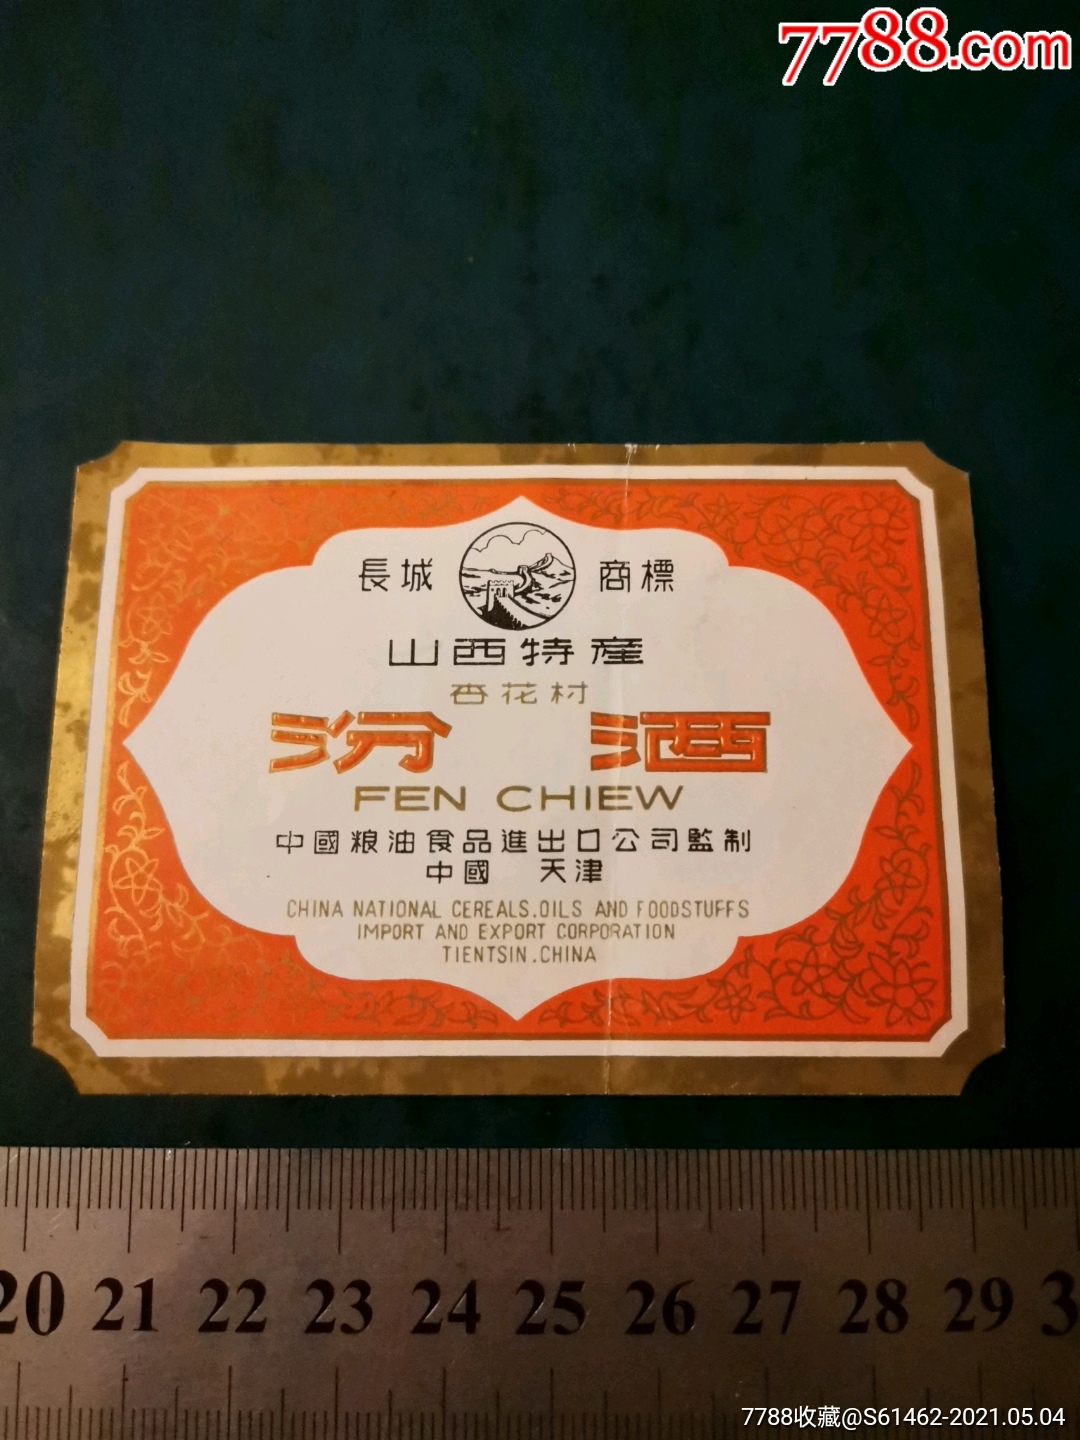 7788.com
長城 商標
山西特產
杏花村
汾酒
FEN CHIEW
中國粮油食品進出口公司監制
中國 天津
CHINA NATIONAL CEREALS.OILS AND FOODSTUFFS
IMPORT AND EXPORT CORPORATION
TIENTSIN.CHINA
20 21 22 23 24 25 26 27 28 29 3
7788收藏@S61462-2021.05.04